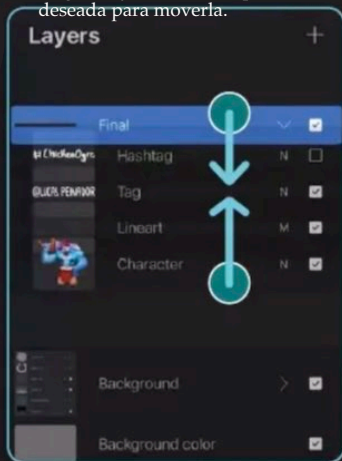 deseada para moverla.
Layers +
Final
Hashtag N
Tag N
Lineart M
Character N
Background >
Background color